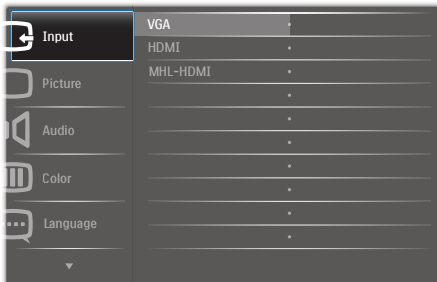 Input
Picture
Audio
Color
Language
VGA
HDMI
MHL-HDMI